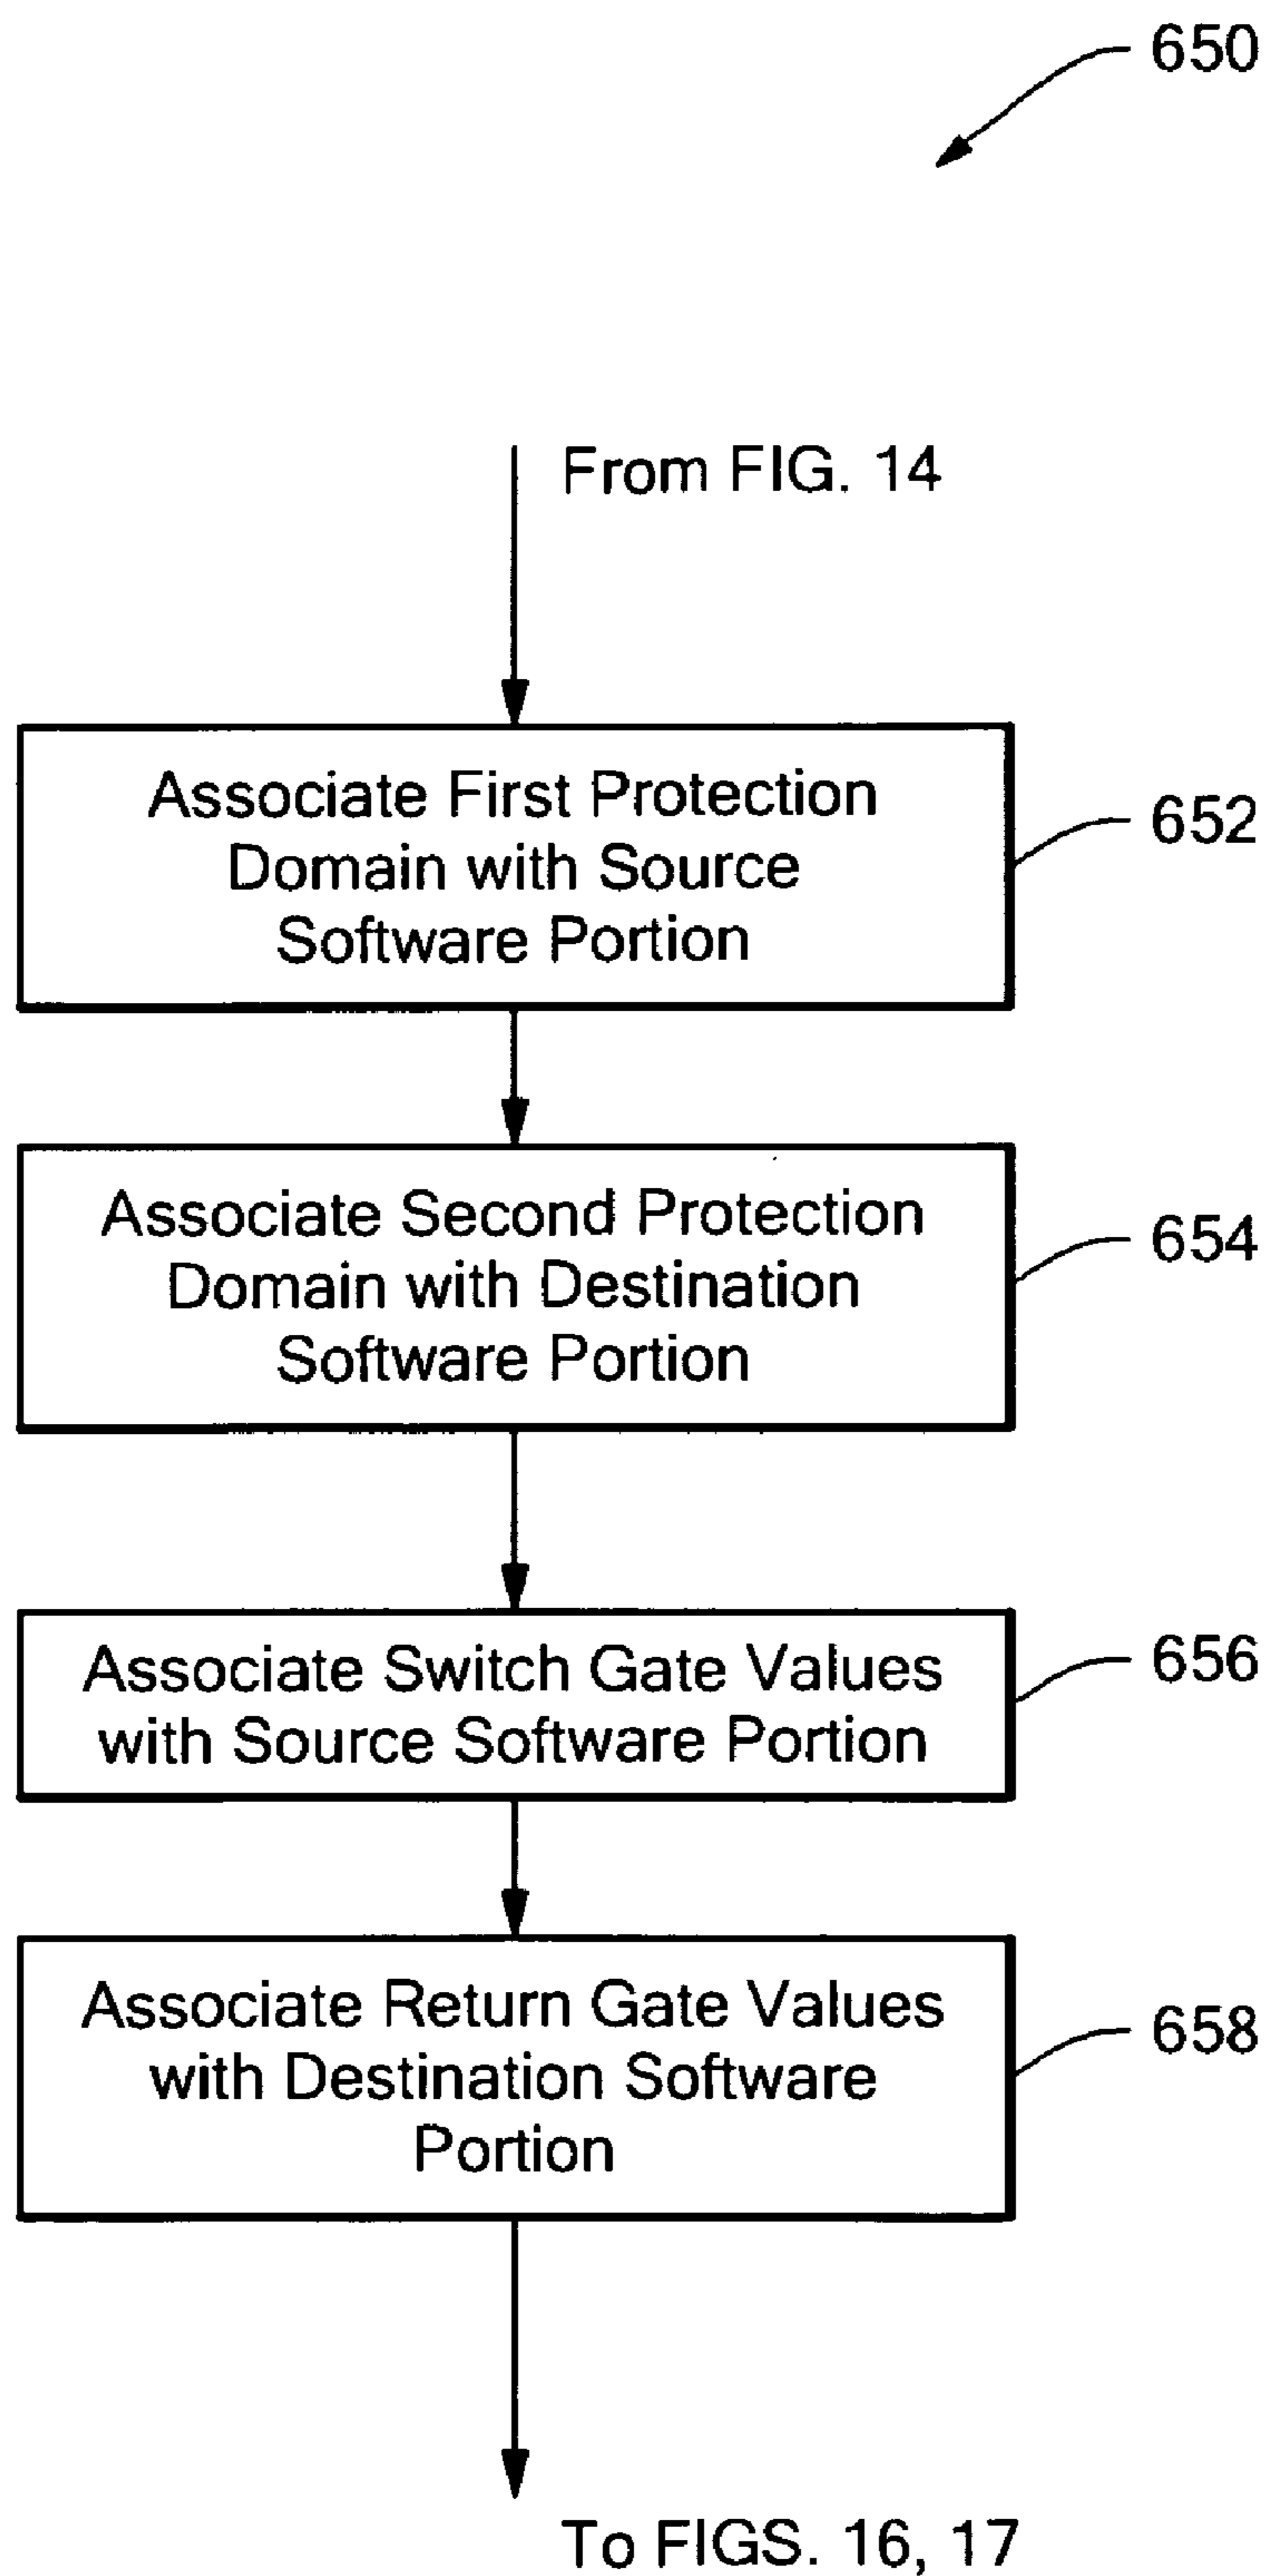 650
From FIG. 14
Associate First Protection
Domain with Source
Software Portion
652
Associate Second Protection
Domain with Destination
Software Portion
654
Associate Switch Gate Values
with Source Software Portion
656
Associate Return Gate Values
with Destination Software
Portion
658
To FIGS. 16, 17